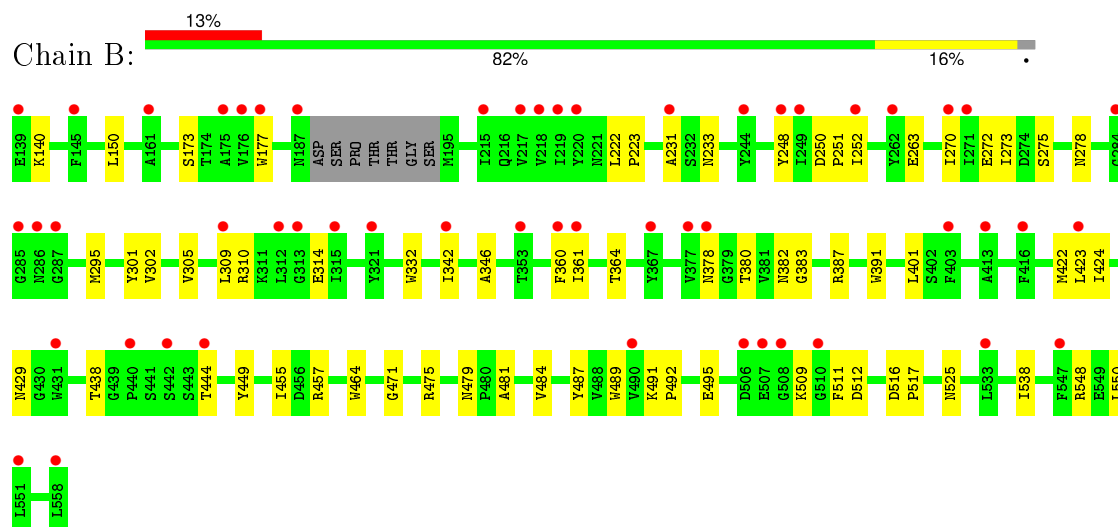 13%
Chain B:
82% 16% •
E139 K140 F145 L150 A161 S173 T174 A175 V176 W177 N187 ASP SER PRO THR THR GLY SER M195 I215 Q216 V217 V218 I219 Y220 N221 L222 P223 A231 S232 N233 Y244 Y248 I249 D250 P251 I252 Y262 E263 I270 I271 E272 I273 D274 S275 N278 G284
G285 N286 G287 M295 Y301 V302 V305 L309 R310 K311 L312 G313 E314 I315 Y321 W332 I342 A346 T353 F360 I361 T364 Y367 V377 N378 G379 T380 V381 N382 G383 R387 W391 L401 S402 F403 A413 F416 M422 L423 I424
N429 G430 W431 T438 G439 P440 S441 S442 S443 T444 Y449 I455 D456 R457 W464 G471 R475 N479 P480 A481 V484 Y487 V488 W489 V490 K491 P492 E495 D506 E507 G508 K509 G510 F511 D512 D516 P517 N525 L533 I538 F547 R548 E549 L550
L551 L558